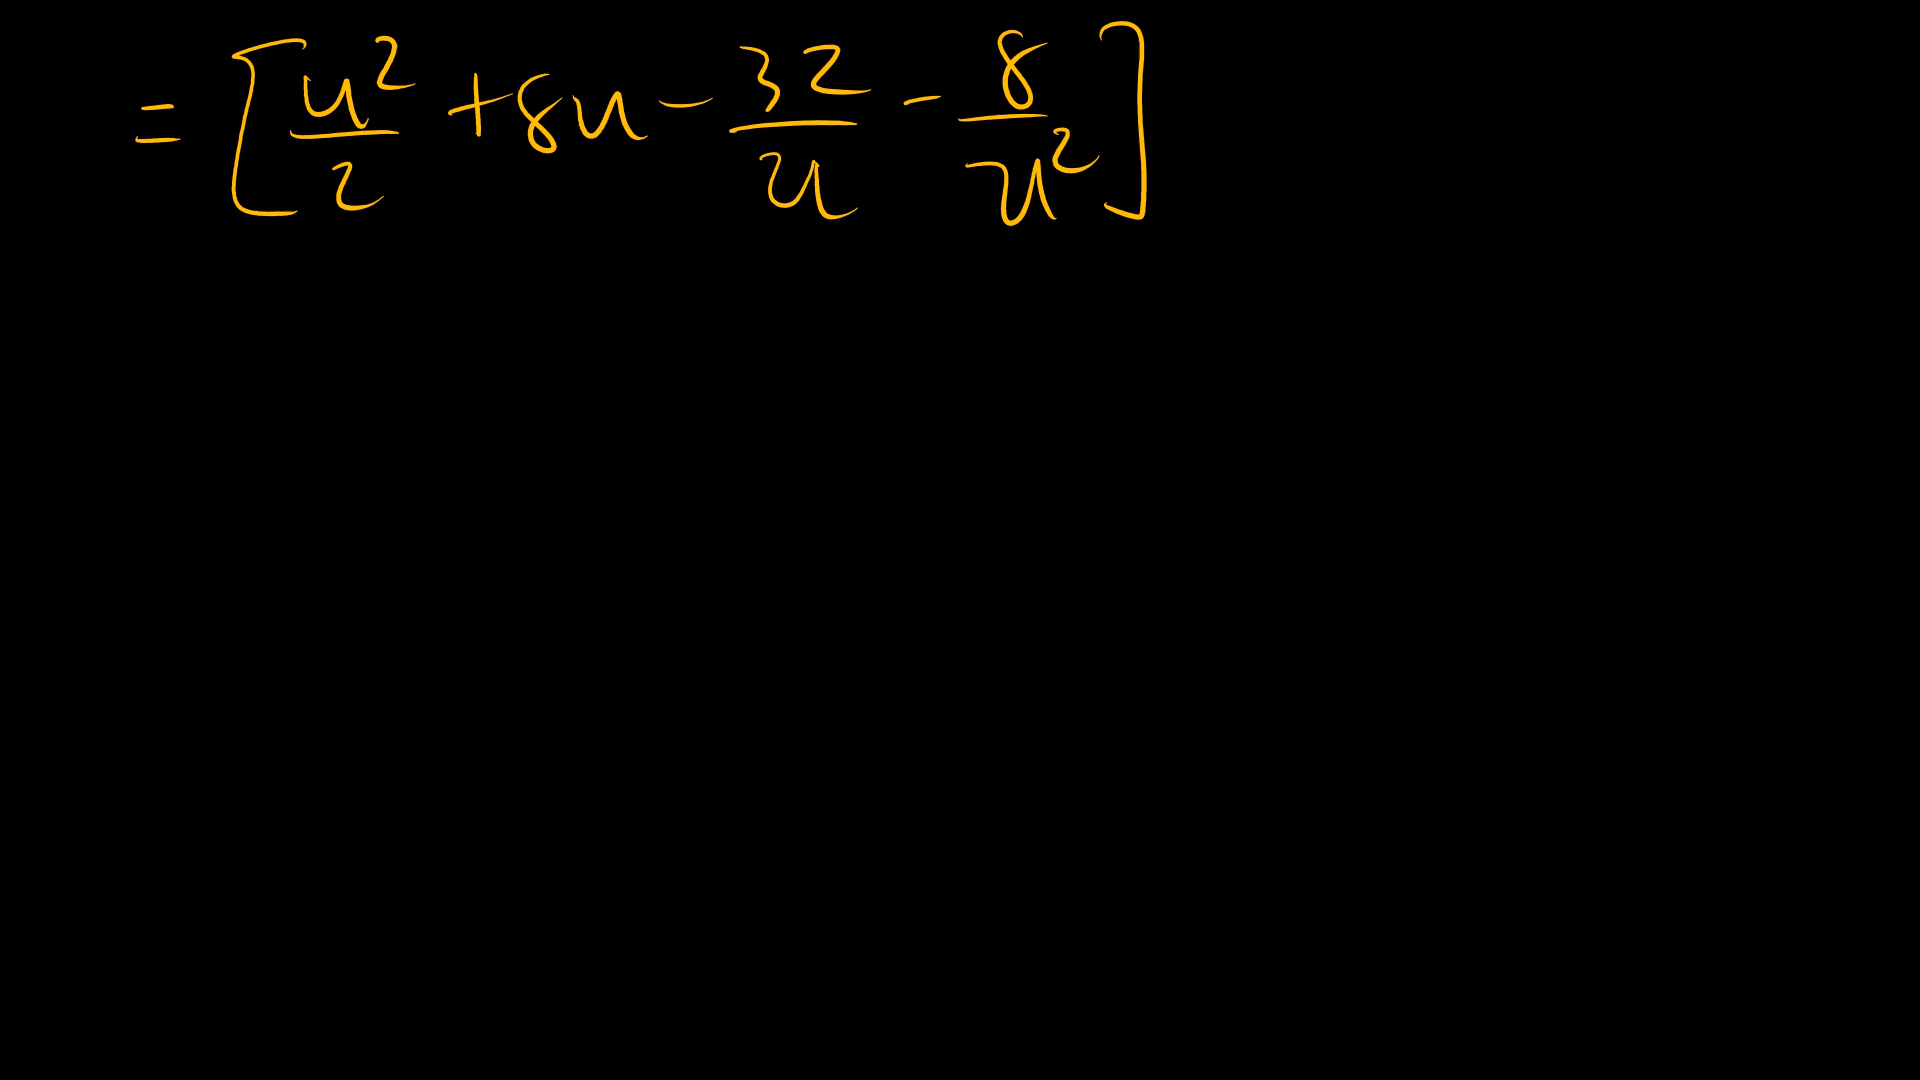 = [u²/2 + 8u - 32/u - 8/u²]